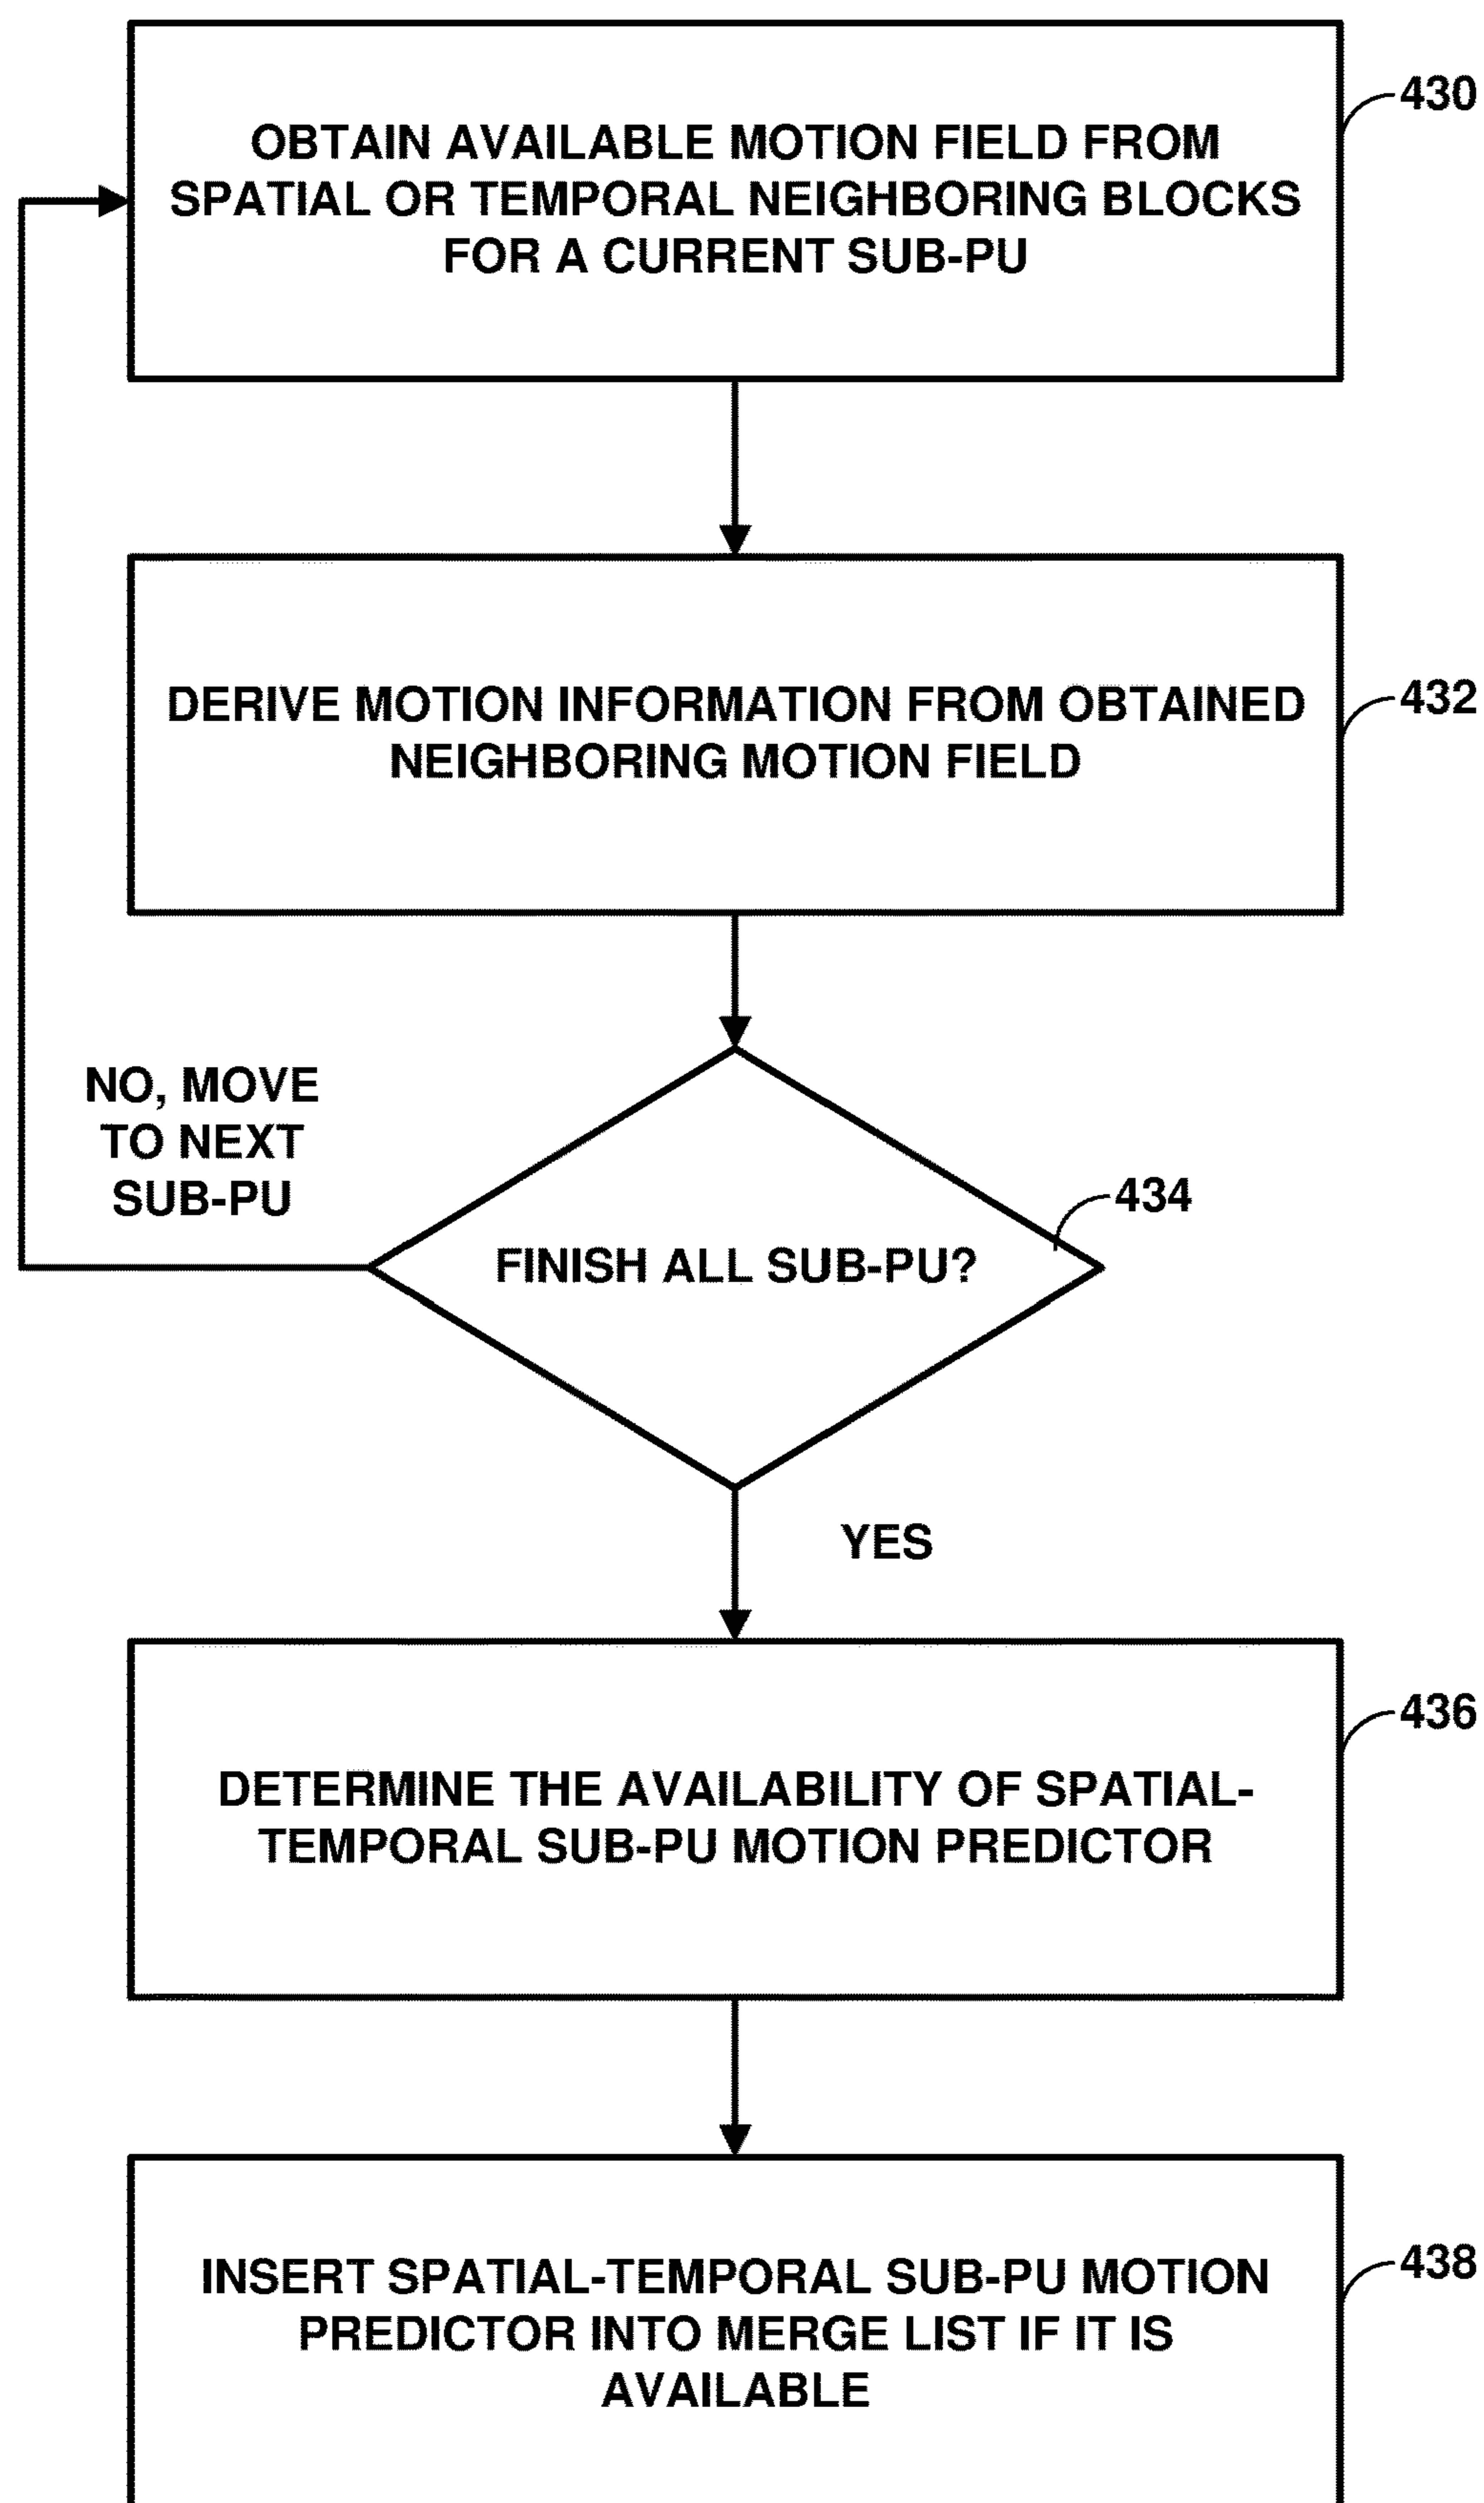 OBTAIN AVAILABLE MOTION FIELD FROM
SPATIAL OR TEMPORAL NEIGHBORING BLOCKS
FOR A CURRENT SUB-PU
430
DERIVE MOTION INFORMATION FROM OBTAINED
NEIGHBORING MOTION FIELD
432
NO, MOVE
TO NEXT
SUB-PU
FINISH ALL SUB-PU?
434
YES
DETERMINE THE AVAILABILITY OF SPATIAL-
TEMPORAL SUB-PU MOTION PREDICTOR
436
INSERT SPATIAL-TEMPORAL SUB-PU MOTION
PREDICTOR INTO MERGE LIST IF IT IS
AVAILABLE
438